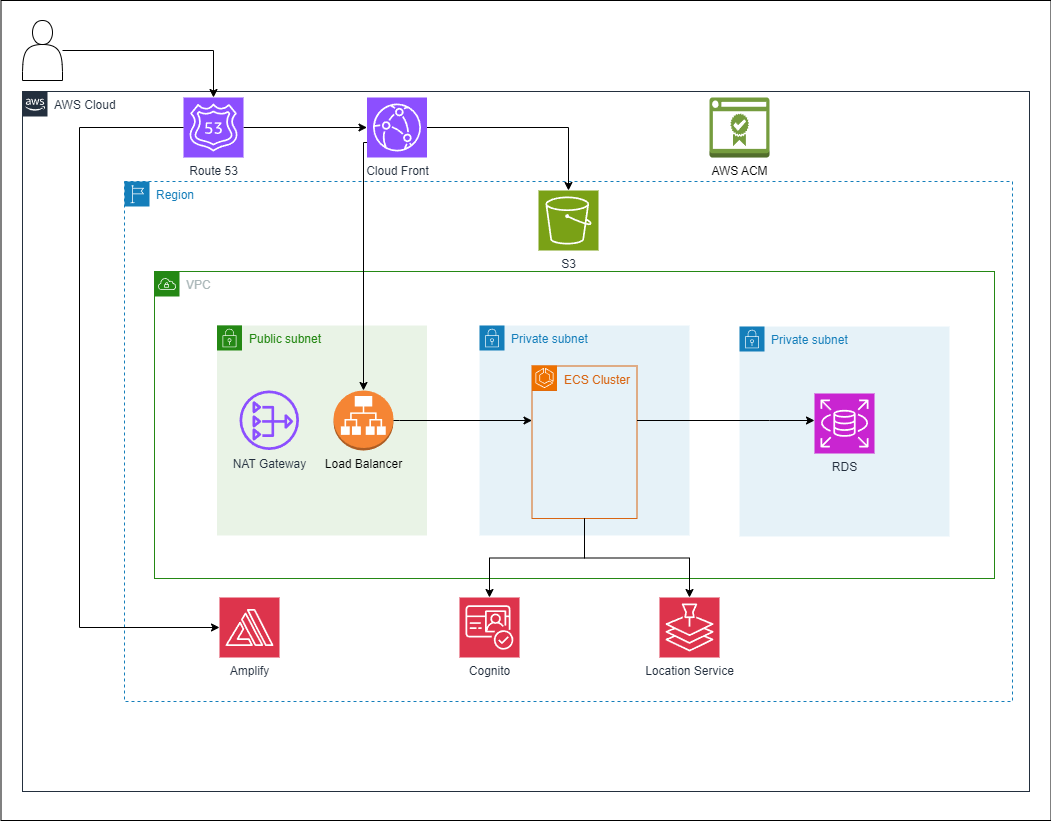 aws
AWS Cloud
53
Route 53
Cloud Front
AWS ACM
Region
S3
VPC
Public subnet
Private subnet
Private subnet
ECS Cluster
NAT Gateway
Load Balancer
RDS
Amplify
Cognito
Location Service